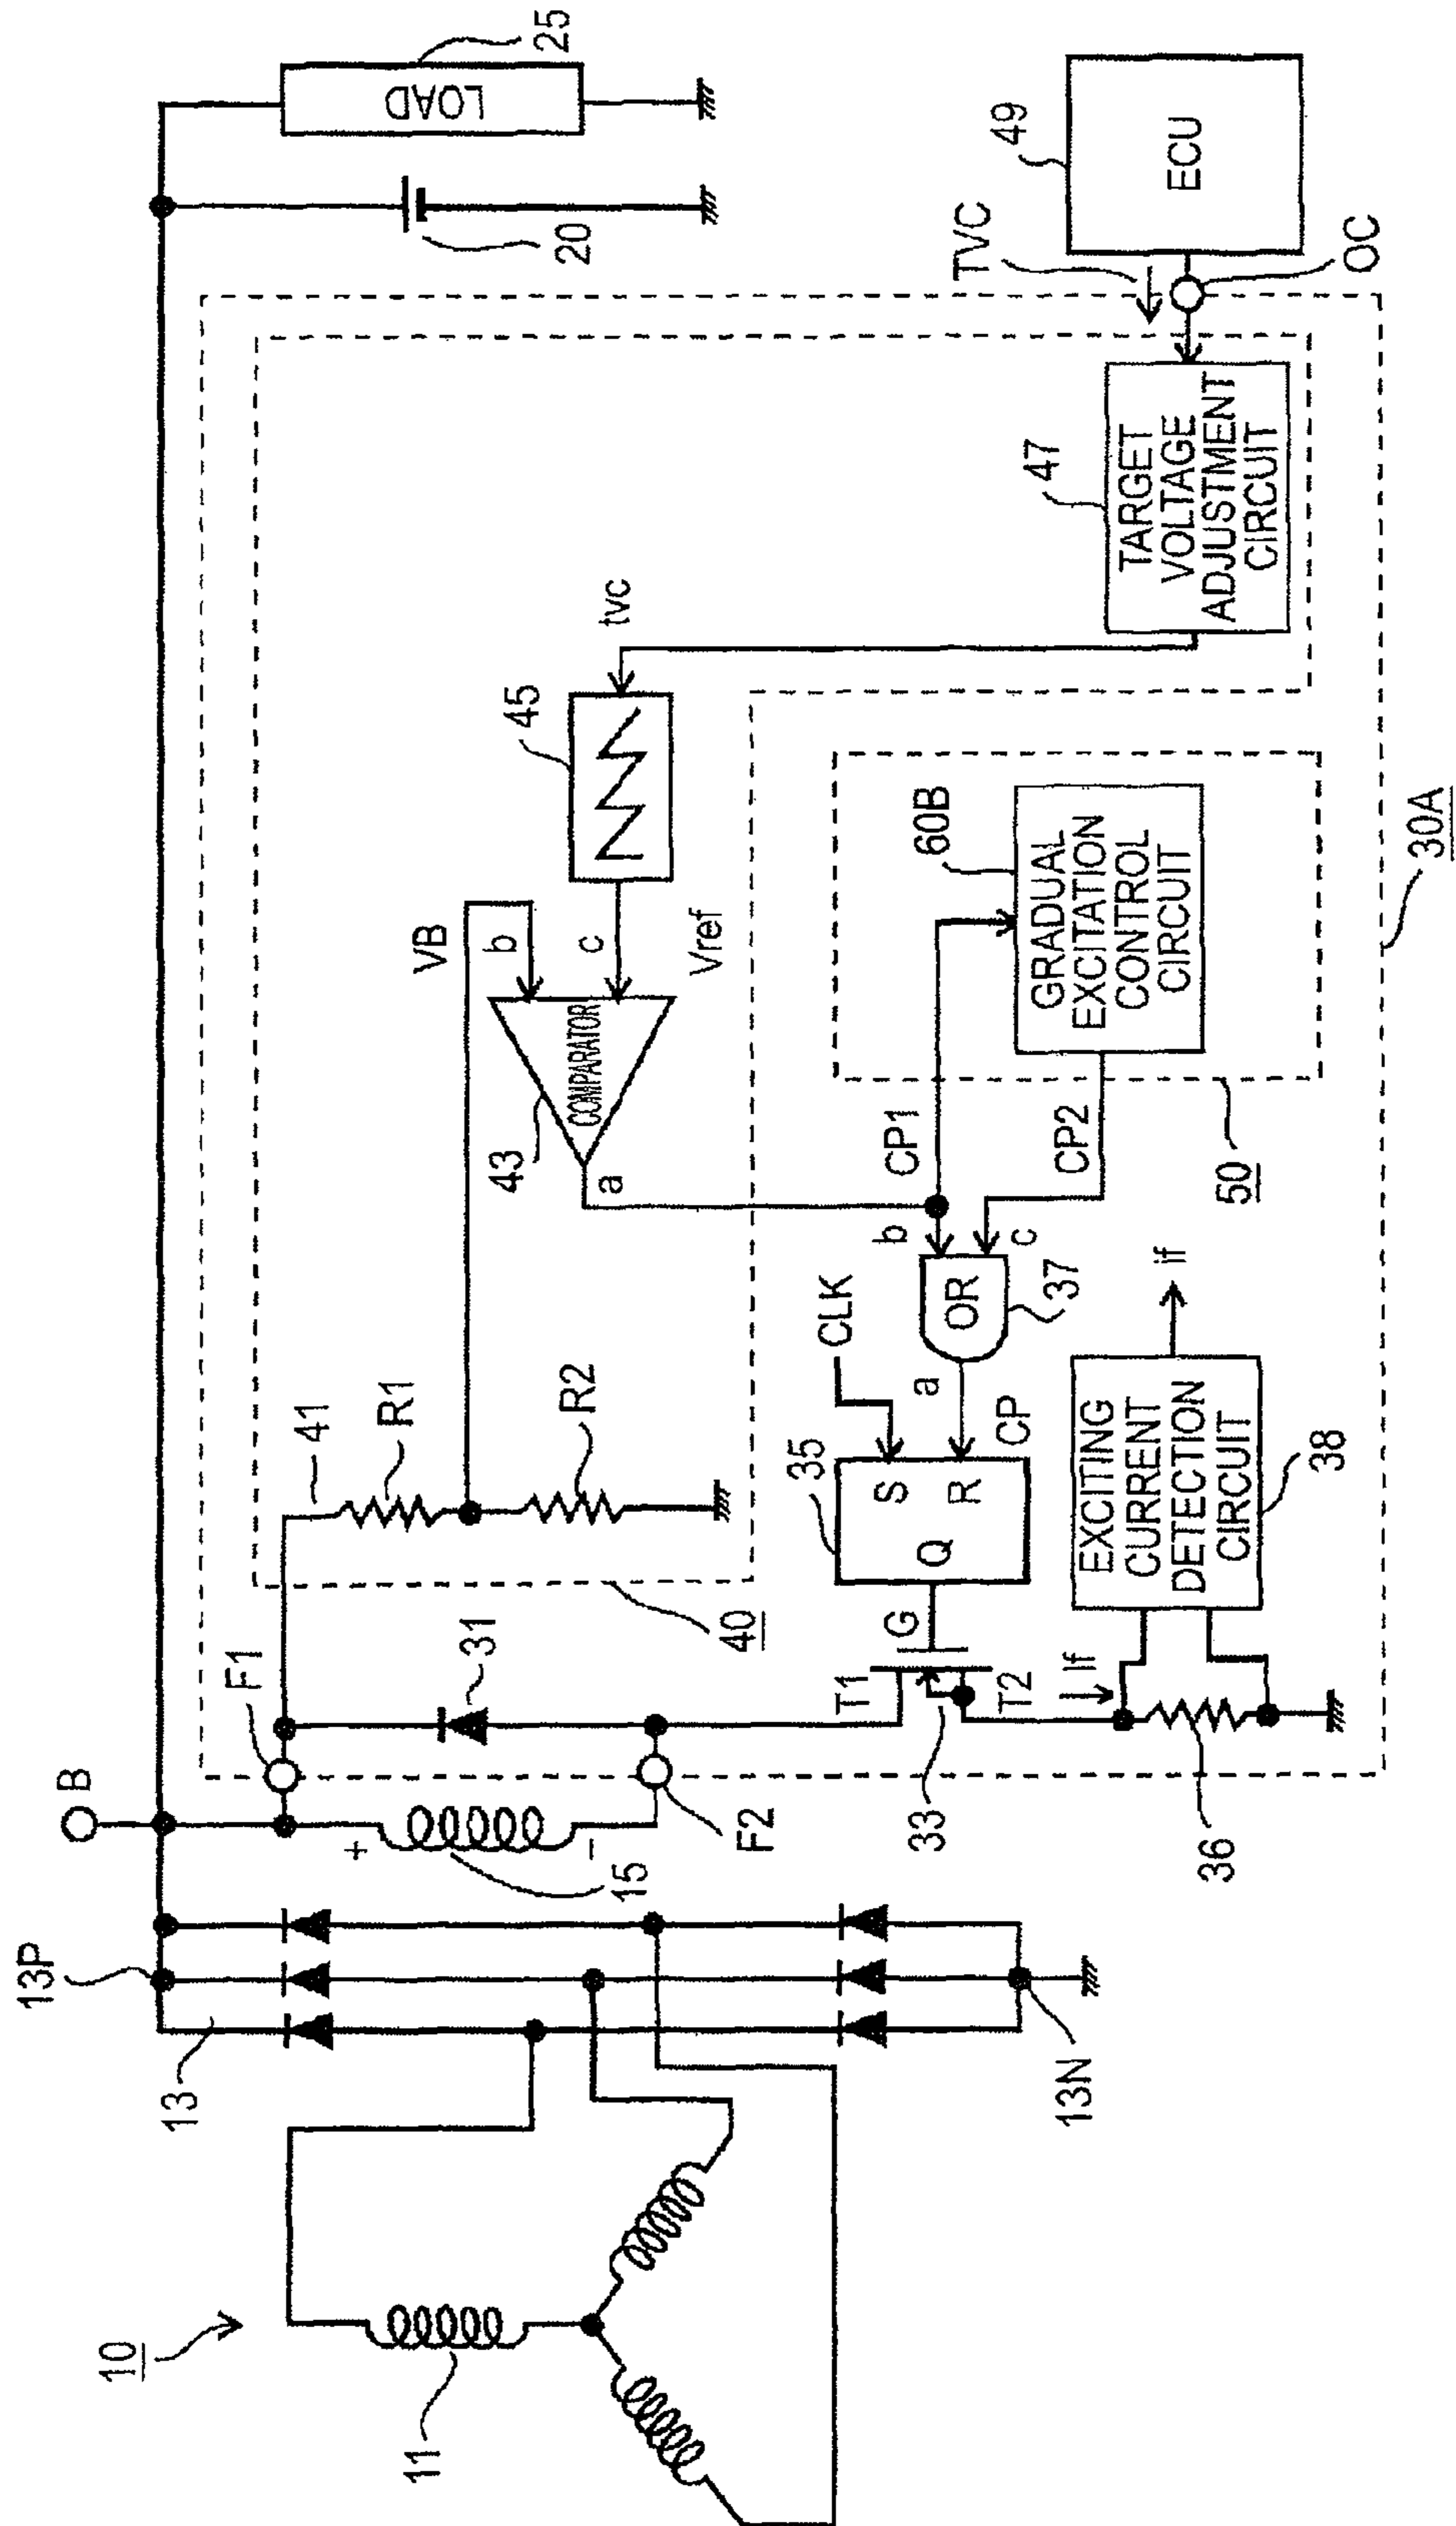 10
11
13
13P
13N
B
+
15
−
F1
F2
31
41
R1
R2
40
VB
b
c
Vref
COMPARATOR
43
a
45
tvc
20
LOAD
25
T1
G
T2
33
If
36
35
Q
S
R
CLK
a
CP
OR
b
c
37
CP1
CP2
50
60B
GRADUAL
EXCITATION
CONTROL
CIRCUIT
EXCITING
CURRENT
DETECTION
CIRCUIT
38
if
47
TARGET
VOLTAGE
ADJUSTMENT
CIRCUIT
TVC
OC
49
ECU
30A